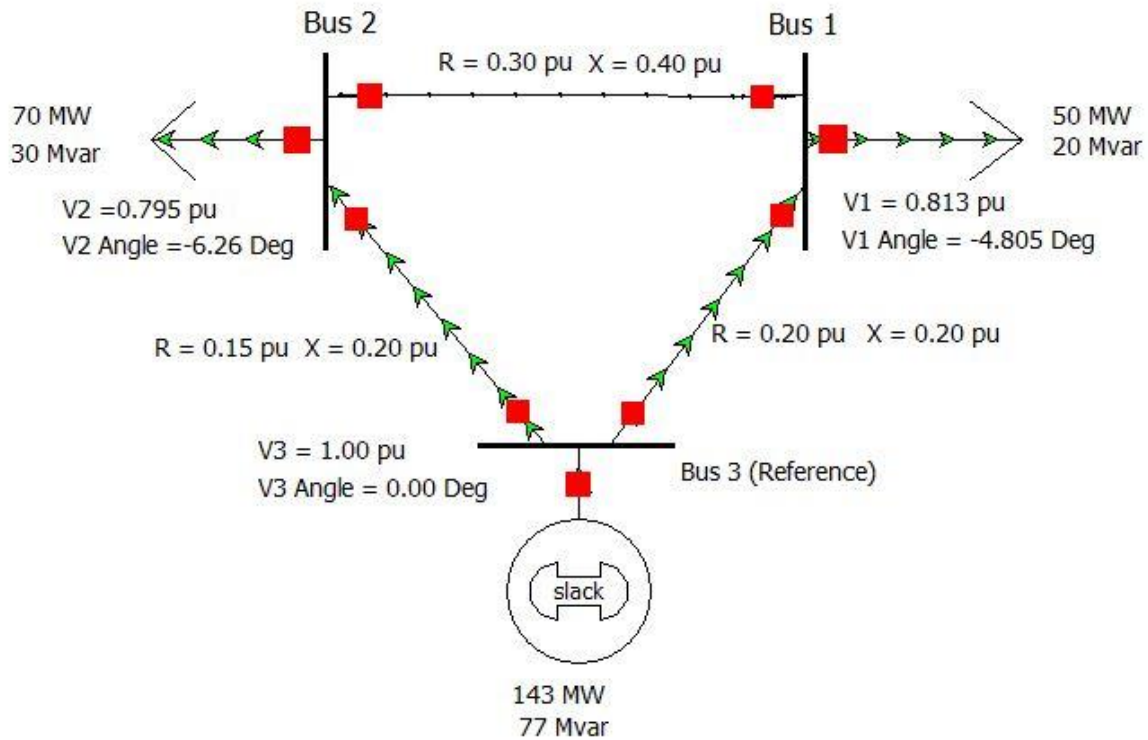 Bus 2
Bus 1
R = 0.30 pu X = 0.40 pu
70 MW
30 Mvar
50 MW
20 Mvar
V2 =0.795 pu
V2 Angle =-6.26 Deg
V1 = 0.813 pu
V1 Angle = -4.805 Deg
R = 0.15 pu X = 0.20 pu
R = 0.20 pu X = 0.20 pu
V3 = 1.00 pu
V3 Angle = 0.00 Deg
Bus 3 (Reference)
slack
143 MW
77 Mvar